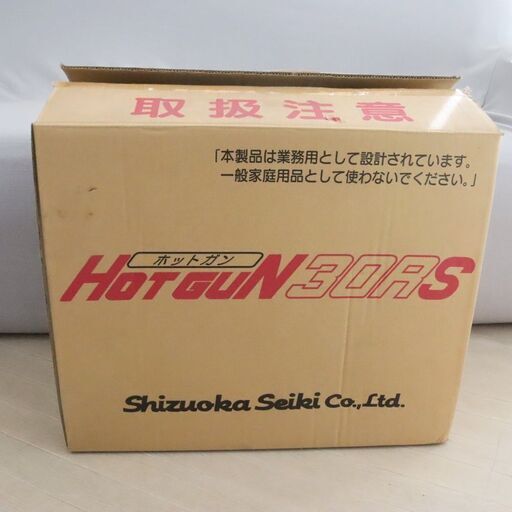 取扱注意
「本製品は業務用として設計されています。
一般家庭用品として使わないでください。」
ホットガン
HOTGUN30RS
Shizuoka Seiki Co.,Ltd.